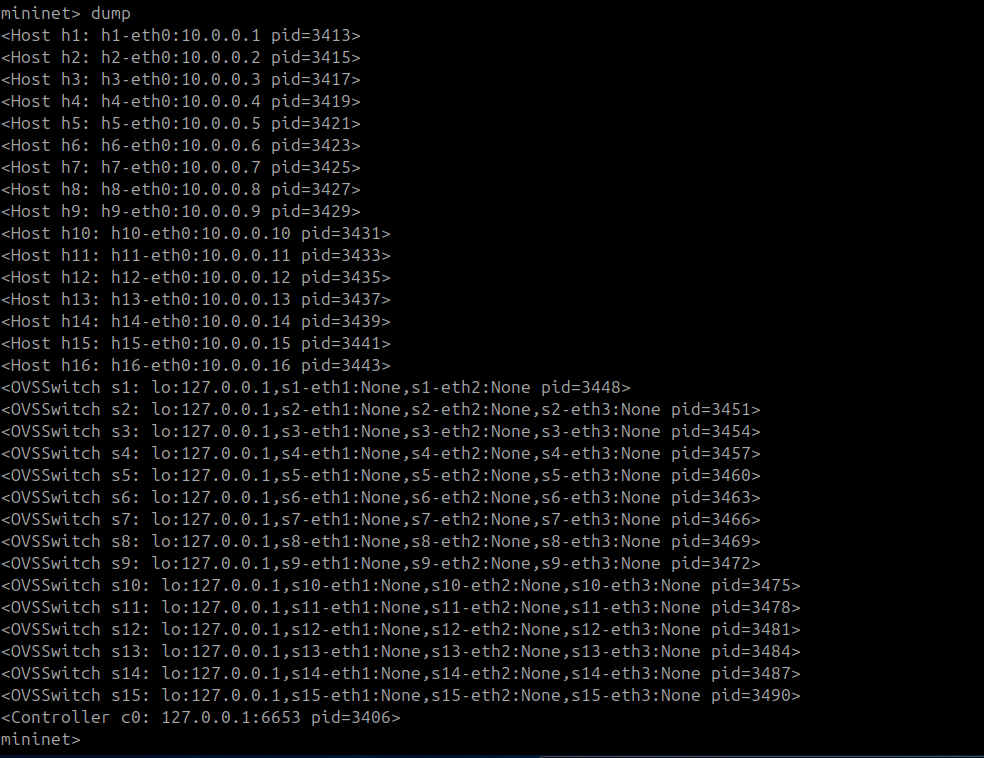 mininet> dump
<Host h1: h1-eth0:10.0.0.1 pid=3413>
<Host h2: h2-eth0:10.0.0.2 pid=3415>
<Host h3: h3-eth0:10.0.0.3 pid=3417>
<Host h4: h4-eth0:10.0.0.4 pid=3419>
<Host h5: h5-eth0:10.0.0.5 pid=3421>
<Host h6: h6-eth0:10.0.0.6 pid=3423>
<Host h7: h7-eth0:10.0.0.7 pid=3425>
<Host h8: h8-eth0:10.0.0.8 pid=3427>
<Host h9: h9-eth0:10.0.0.9 pid=3429>
<Host h10: h10-eth0:10.0.0.10 pid=3431>
<Host h11: h11-eth0:10.0.0.11 pid=3433>
<Host h12: h12-eth0:10.0.0.12 pid=3435>
<Host h13: h13-eth0:10.0.0.13 pid=3437>
<Host h14: h14-eth0:10.0.0.14 pid=3439>
<Host h15: h15-eth0:10.0.0.15 pid=3441>
<Host h16: h16-eth0:10.0.0.16 pid=3443>
<OVSSwitch s1: lo:127.0.0.1,s1-eth1:None,s1-eth2:None pid=3448>
<OVSSwitch s2: lo:127.0.0.1,s2-eth1:None,s2-eth2:None,s2-eth3:None pid=3451>
<OVSSwitch s3: lo:127.0.0.1,s3-eth1:None,s3-eth2:None,s3-eth3:None pid=3454>
<OVSSwitch s4: lo:127.0.0.1,s4-eth1:None,s4-eth2:None,s4-eth3:None pid=3457>
<OVSSwitch s5: lo:127.0.0.1,s5-eth1:None,s5-eth2:None,s5-eth3:None pid=3460>
<OVSSwitch s6: lo:127.0.0.1,s6-eth1:None,s6-eth2:None,s6-eth3:None pid=3463>
<OVSSwitch s7: lo:127.0.0.1,s7-eth1:None,s7-eth2:None,s7-eth3:None pid=3466>
<OVSSwitch s8: lo:127.0.0.1,s8-eth1:None,s8-eth2:None,s8-eth3:None pid=3469>
<OVSSwitch s9: lo:127.0.0.1,s9-eth1:None,s9-eth2:None,s9-eth3:None pid=3472>
<OVSSwitch s10: lo:127.0.0.1,s10-eth1:None,s10-eth2:None,s10-eth3:None pid=3475>
<OVSSwitch s11: lo:127.0.0.1,s11-eth1:None,s11-eth2:None,s11-eth3:None pid=3478>
<OVSSwitch s12: lo:127.0.0.1,s12-eth1:None,s12-eth2:None,s12-eth3:None pid=3481>
<OVSSwitch s13: lo:127.0.0.1,s13-eth1:None,s13-eth2:None,s13-eth3:None pid=3484>
<OVSSwitch s14: lo:127.0.0.1,s14-eth1:None,s14-eth2:None,s14-eth3:None pid=3487>
<OVSSwitch s15: lo:127.0.0.1,s15-eth1:None,s15-eth2:None,s15-eth3:None pid=3490>
<Controller c0: 127.0.0.1:6653 pid=3406>
mininet>